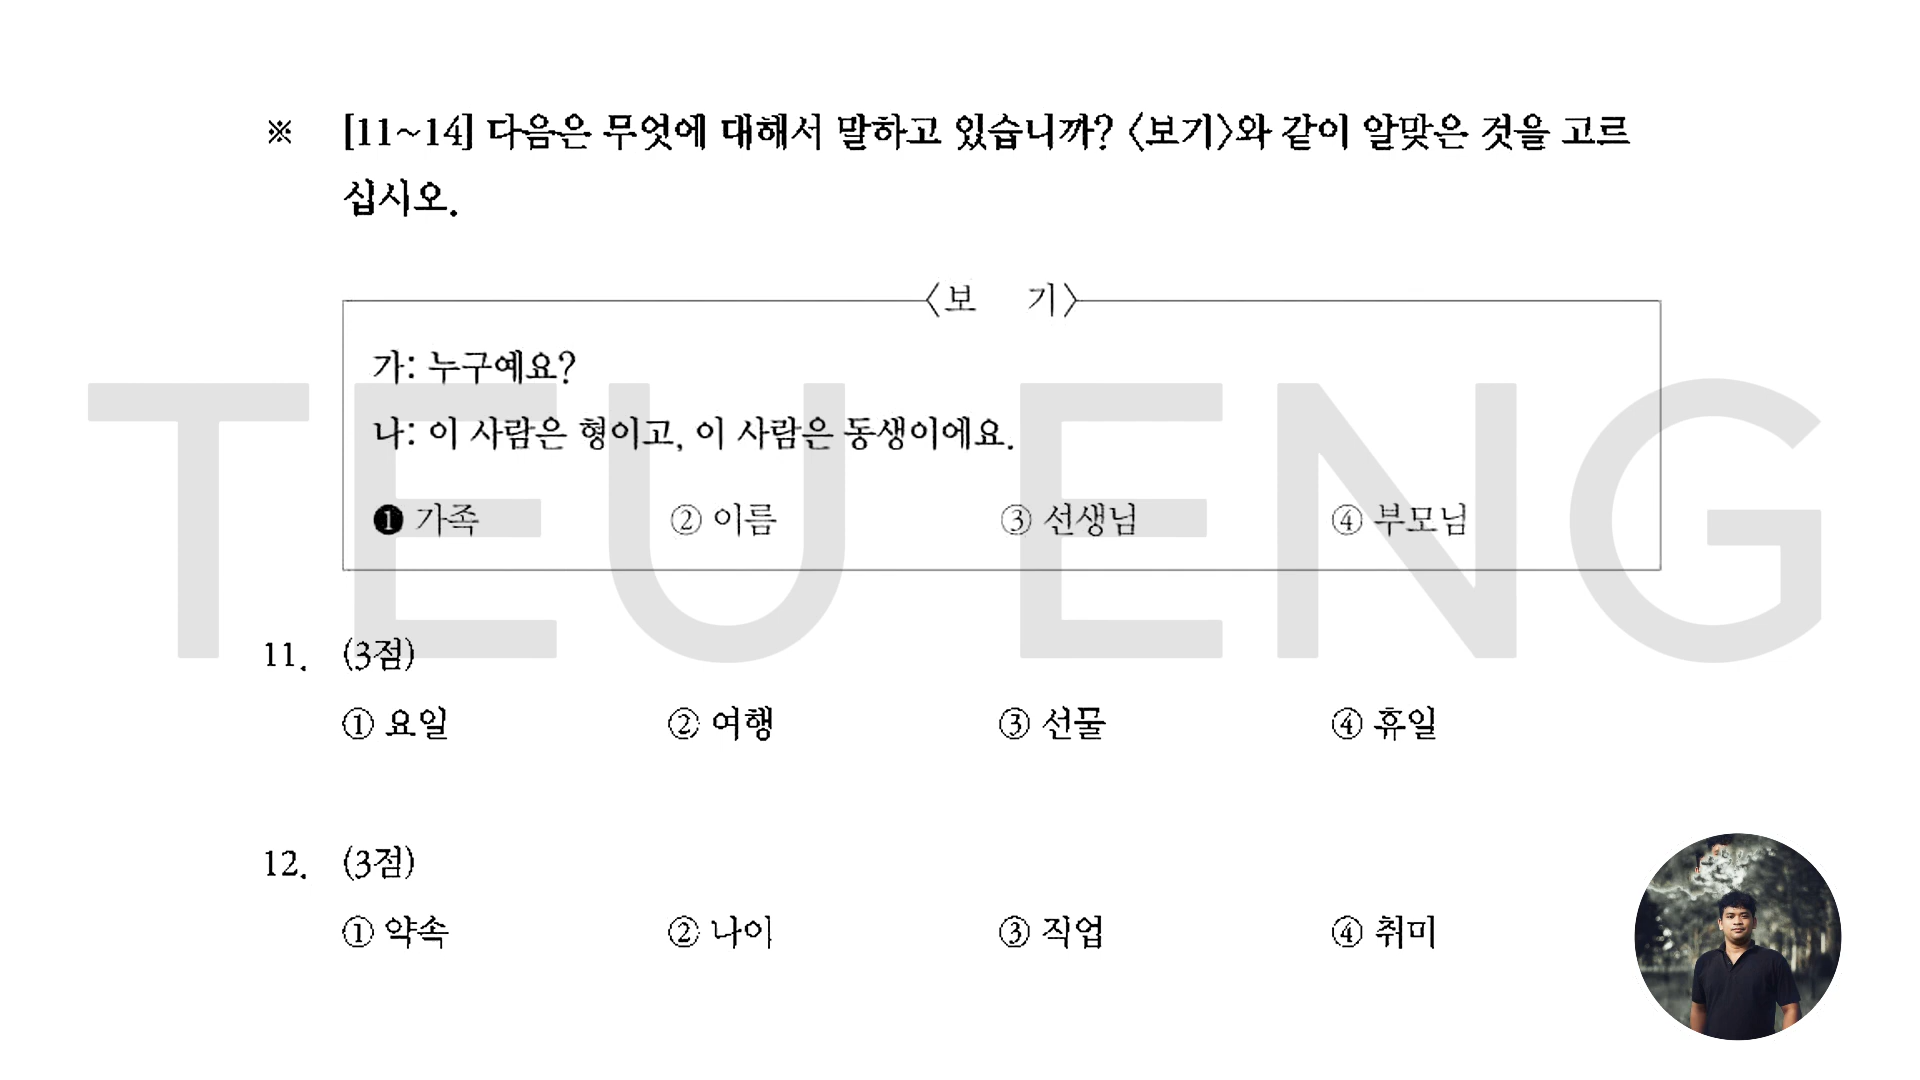 ※ [11~14] 다음은 무엇에 대해서 말하고 있습니까? 〈보기〉와 같이 알맞은 것을 고르
십시오.
〈보 기〉
가: 누구예요?
나: 이 사람은 형이고, 이 사람은 동생이에요.
❶ 가족 ② 이름 ③ 선생님 ④ 부모님
TEU ENG
11. (3점)
① 요일 ② 여행 ③ 선물 ④ 휴일
12. (3점)
① 약속 ② 나이 ③ 직업 ④ 취미